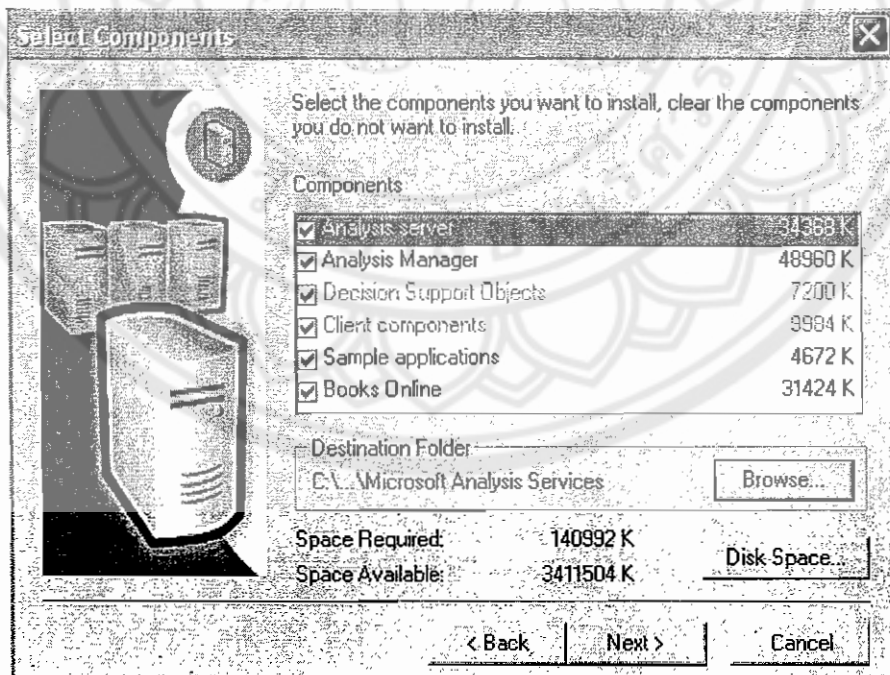 Select Components
Select the components you want to install, clear the components
you do not want to install.
Components
Analysis server 34368 K
Analysis Manager 48960 K
Decision Support Objects 7200 K
Client components 9984 K
Sample applications 4672 K
Books Online 31424 K
Destination Folder
C:\...\Microsoft Analysis Services
Browse...
Space Required: 140992 K
Space Available: 3411504 K
Disk Space...
< Back
Next >
Cancel